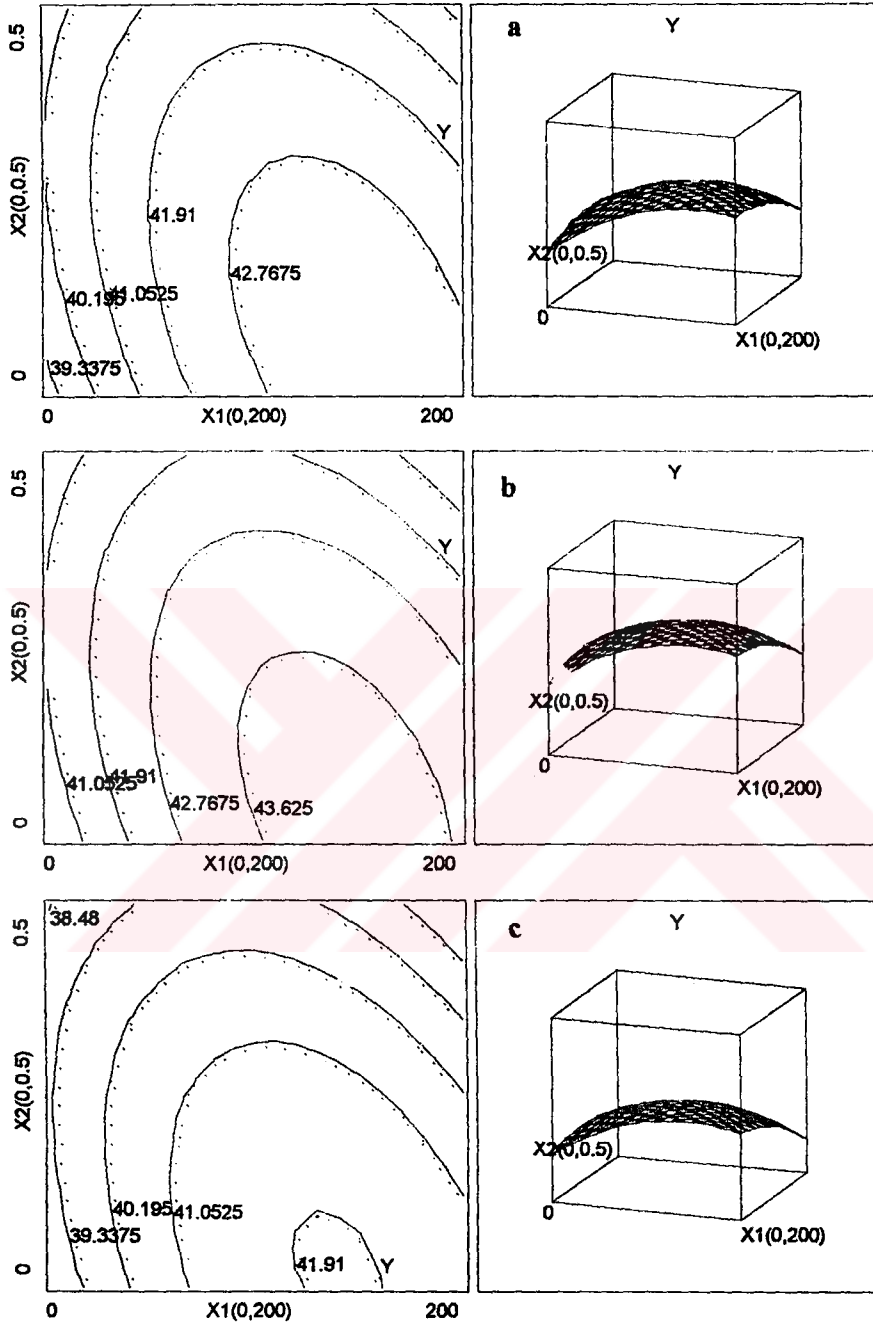 0.5
X2(0,0.5)
0
Y
41.91
42.7675
40.195
41.0525
39.3375
0
X1(0,200)
200
a
Y
X2(0,0.5)
0
X1(0,200)
0.5
X2(0,0.5)
0
Y
41.0525
41.91
42.7675
43.625
0
X1(0,200)
200
b
Y
X2(0,0.5)
0
X1(0,200)
38.48
0.5
X2(0,0.5)
0
40.195
41.0525
39.3375
41.91
Y
0
X1(0,200)
200
c
Y
X2(0,0.5)
0
X1(0,200)